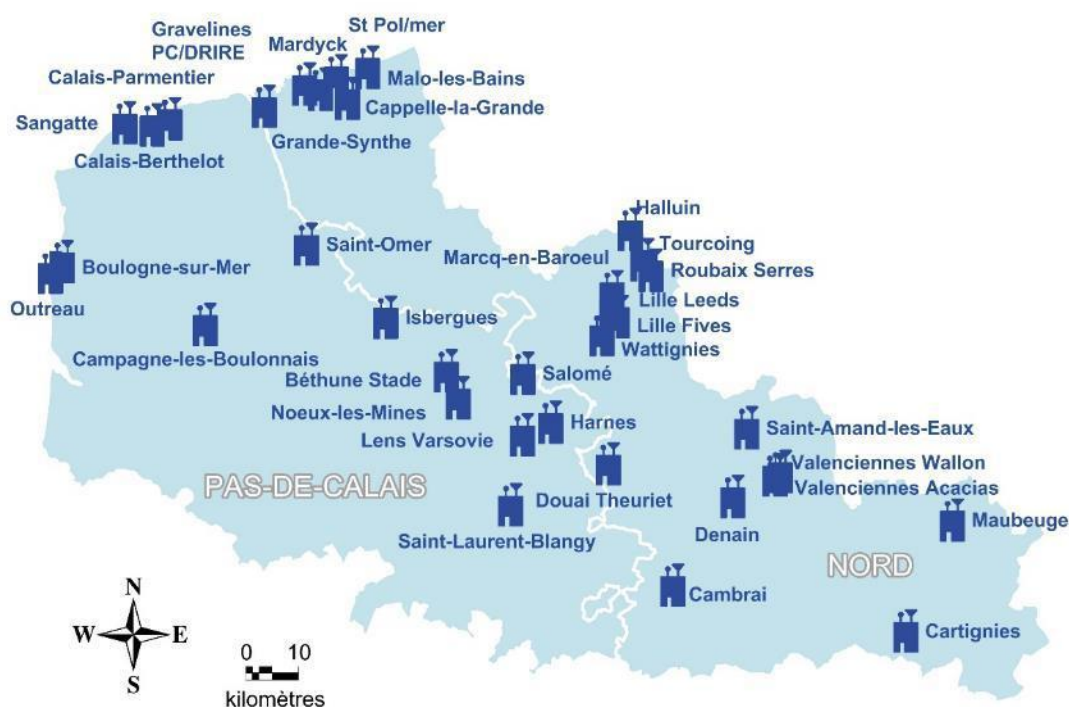 St Pol/mer
Gravelines
PC/DRIRE
Mardyck
Calais-Parmentier
Malo-les-Bains
Cappelle-la-Grande
Sangatte
Grande-Synthe
Calais-Berthelot
Halluin
Saint-Omer
Tourcoing
Marcq-en-Baroeul
Boulogne-sur-Mer
Roubaix Serres
Outreau
Lille Leeds
Isbergues
Lille Fives
Wattignies
Campagne-les-Boulonnais
Béthune Stade
Salomé
Noeux-les-Mines
Harnes
Saint-Amand-les-Eaux
Lens Varsovie
Valenciennes Wallon
PAS-DE-CALAIS
Valenciennes Acacias
Douai Theuriet
Maubeuge
Denain
Saint-Laurent-Blangy
NORD
N
Cambrai
W E
Cartignies
S
0 10
kilomètres